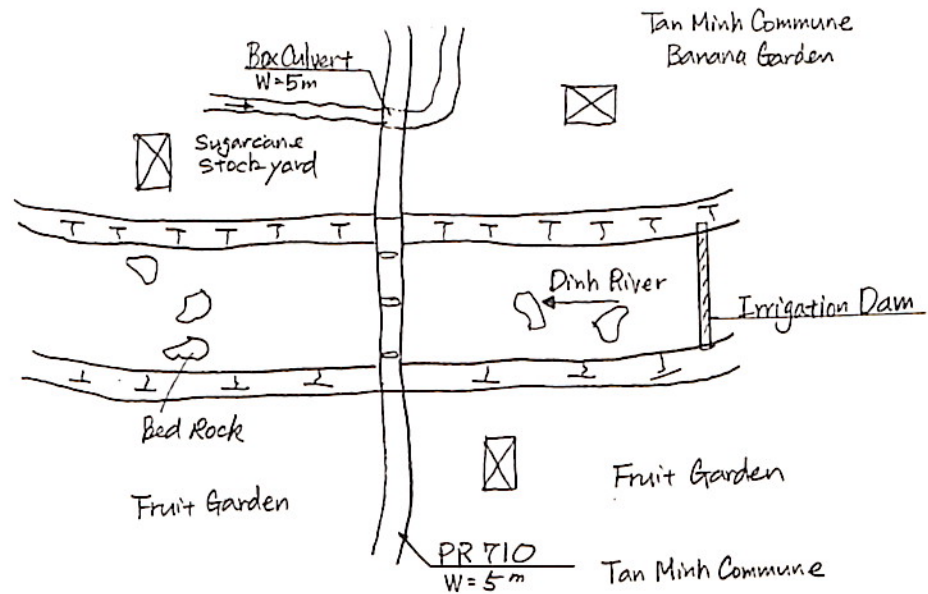 Tan Minh Commune
Banana Garden
Box Culvert
W=5m
Sugarcane
stock yard
Dinh River
Irrigation Dam
Bed Rock
Fruit Garden
Fruit Garden
PR 710
W=5m
Tan Minh Commune